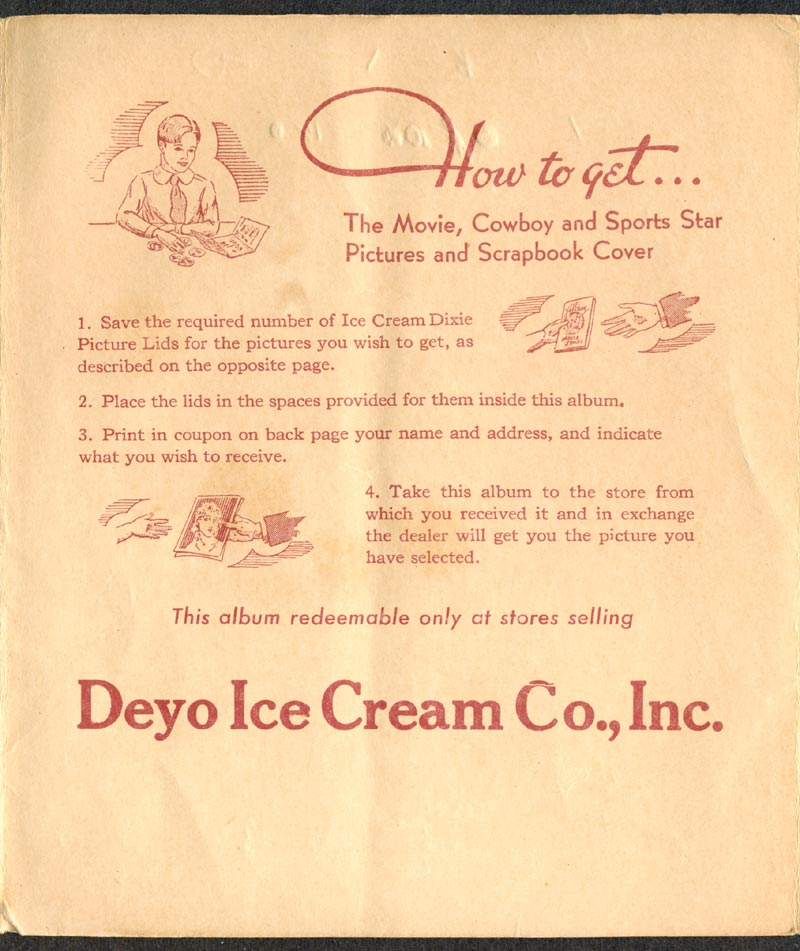 How to get...
The Movie, Cowboy and Sports Star
Pictures and Scrapbook Cover
1. Save the required number of Ice Cream Dixie
Picture Lids for the pictures you wish to get, as
described on the opposite page.
2. Place the lids in the spaces provided for them inside this album.
3. Print in coupon on back page your name and address, and indicate
what you wish to receive.
4. Take this album to the store from
which you received it and in exchange
the dealer will get you the picture you
have selected.
This album redeemable only at stores selling
Deyo Ice Cream Co., Inc.